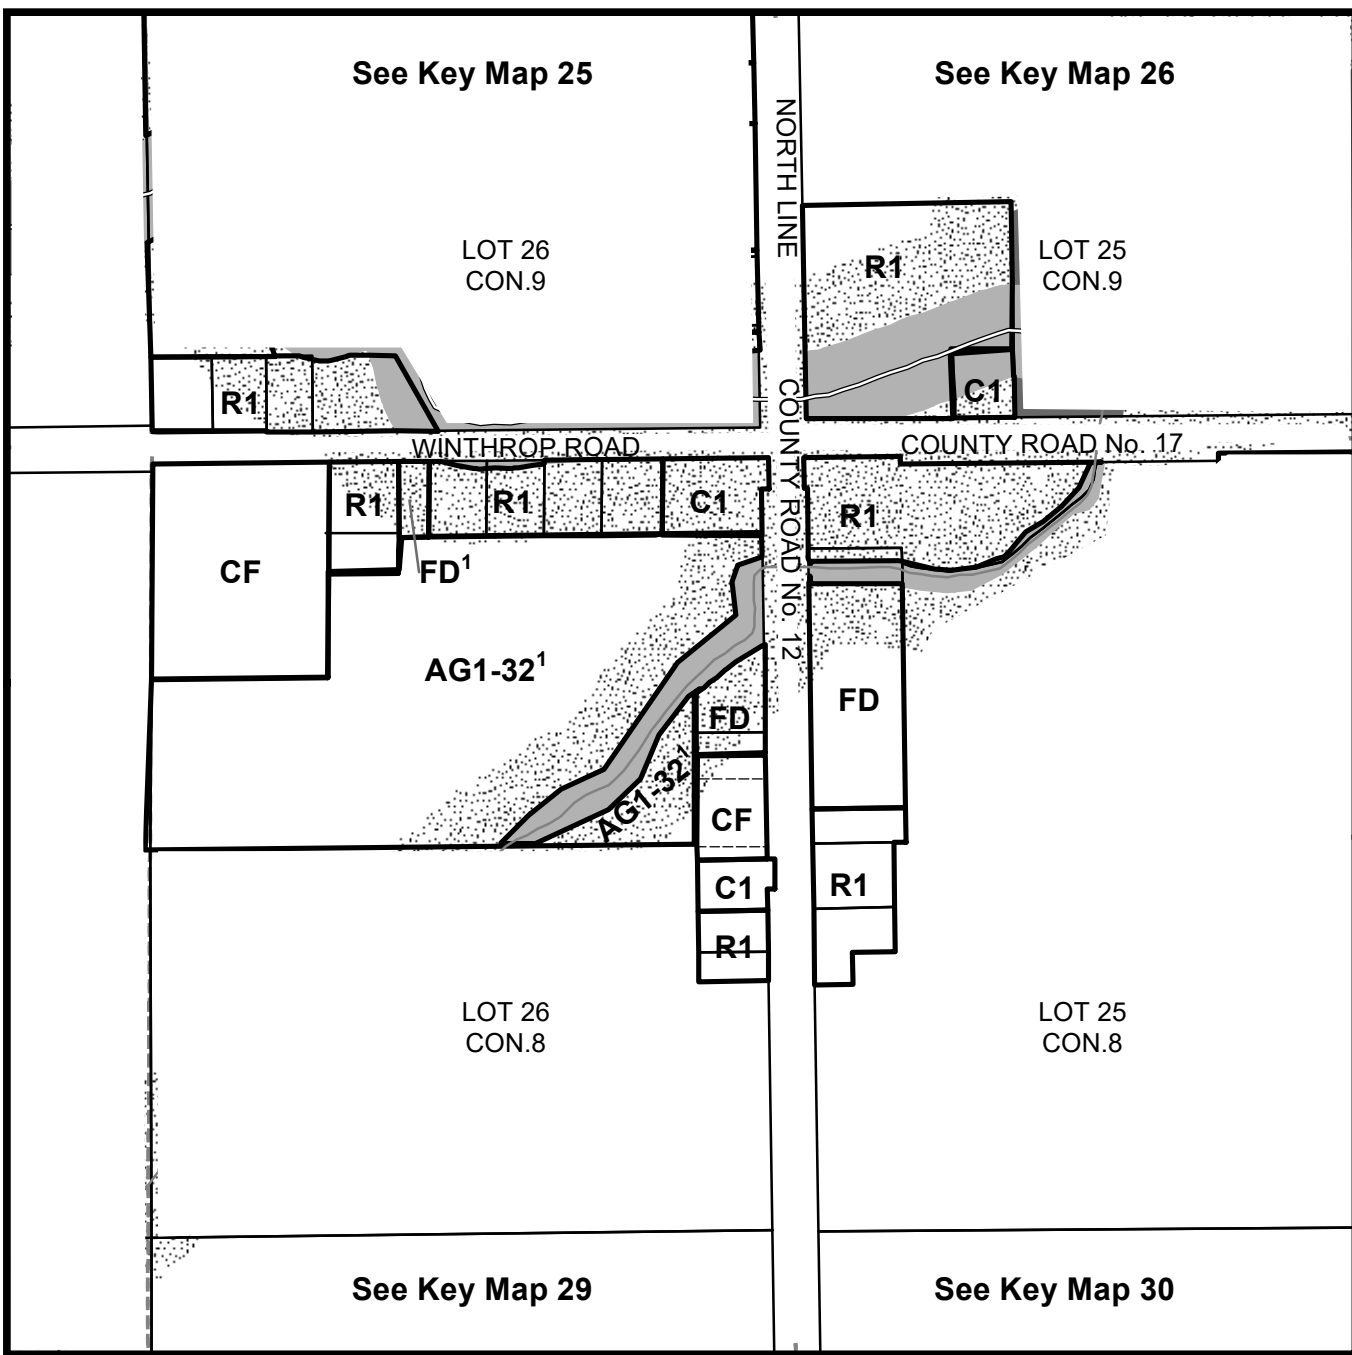 See Key Map 25
See Key Map 26
NORTH LINE
LOT 26
CON.9
R1
LOT 25
CON.9
C1
R1
COUNTY ROAD No. 12
WINTHROP ROAD
COUNTY ROAD No. 17
R1
R1
C1
R1
CF
FD¹
AG1-32¹
FD
FD
AG1-32¹
CF
C1
R1
R1
LOT 26
CON.8
LOT 25
CON.8
See Key Map 29
See Key Map 30